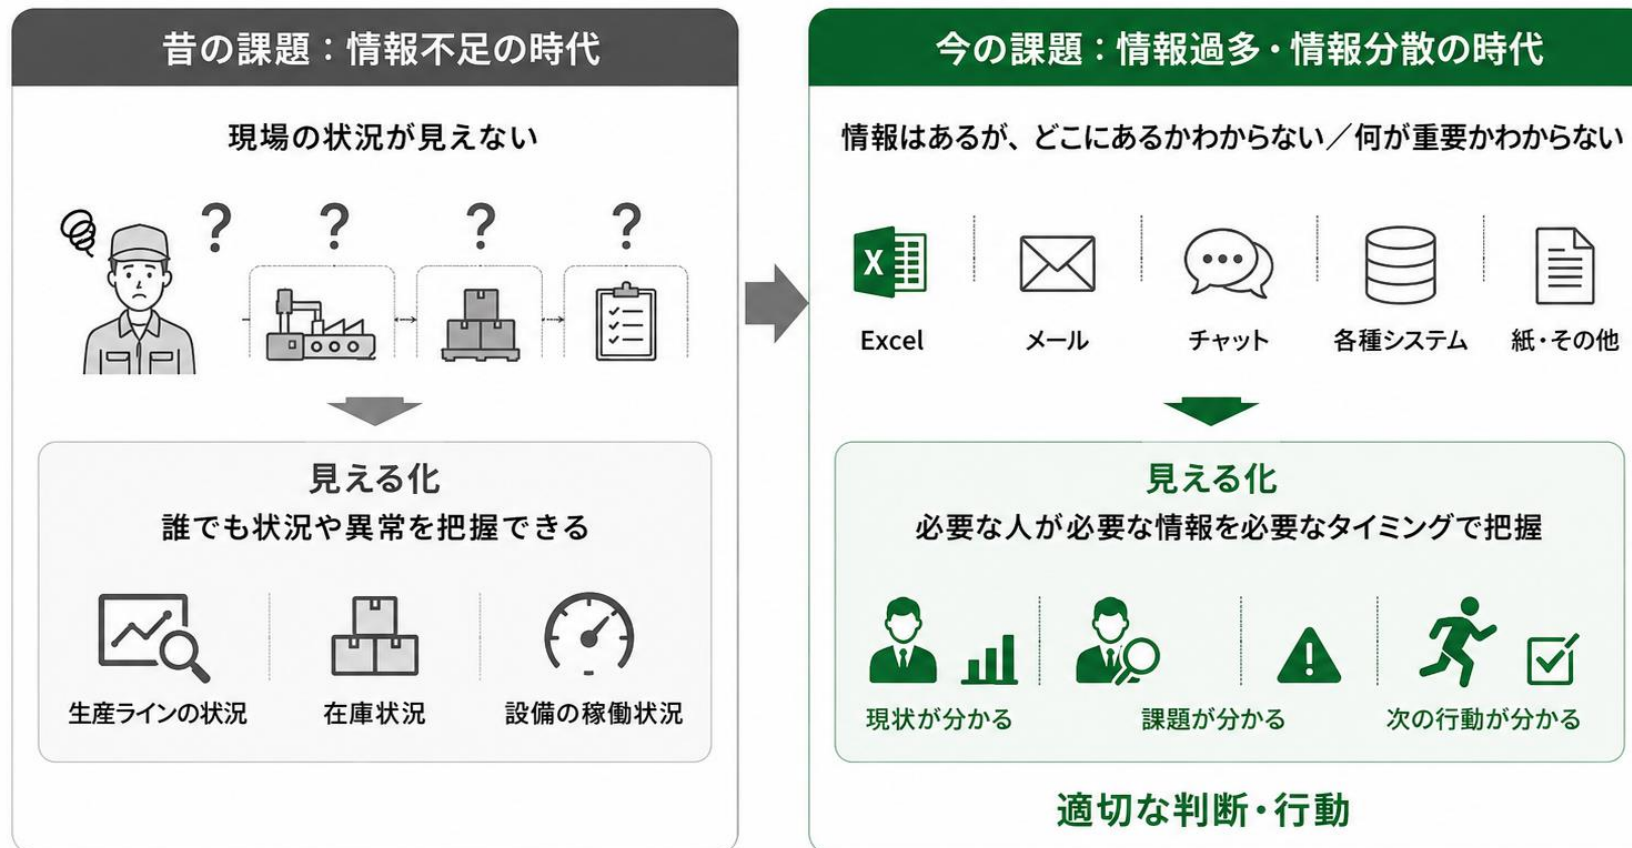 昔の課題：情報不足の時代
現場の状況が見えない
? ? ? ?
見える化
誰でも状況や異常を把握できる
生産ラインの状況
在庫状況
設備の稼働状況
今の課題：情報過多・情報分散の時代
情報はあるが、どこにあるかわからない／何が重要かわからない
X
Excel
メール
チャット
各種システム
紙・その他
見える化
必要な人が必要な情報を必要なタイミングで把握
!
現状が分かる
課題が分かる
次の行動が分かる
適切な判断・行動